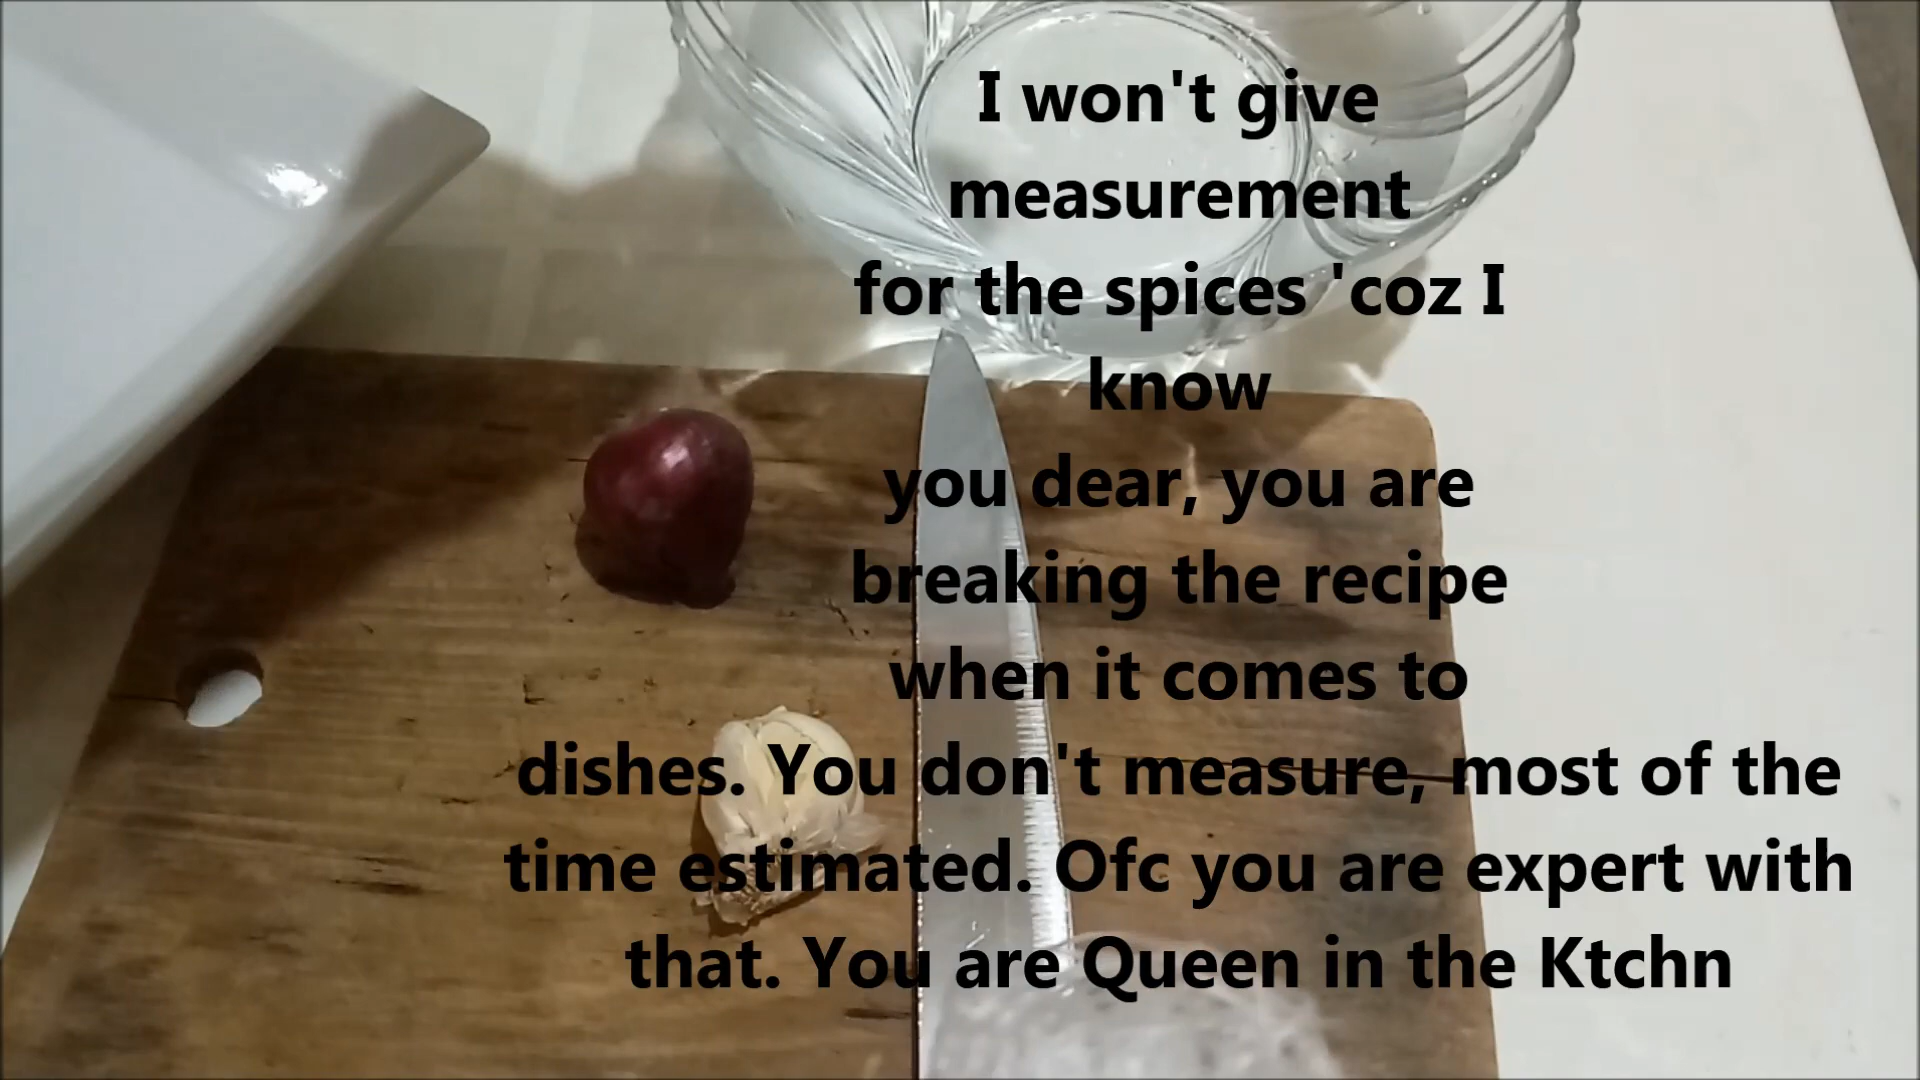 I won't give
measurement
for the spices 'coz I
know
you dear, you are
breaking the recipe
when it comes to
dishes. You don't measure, most of the
time estimated. Ofc you are expert with
that. You are Queen in the Ktchn